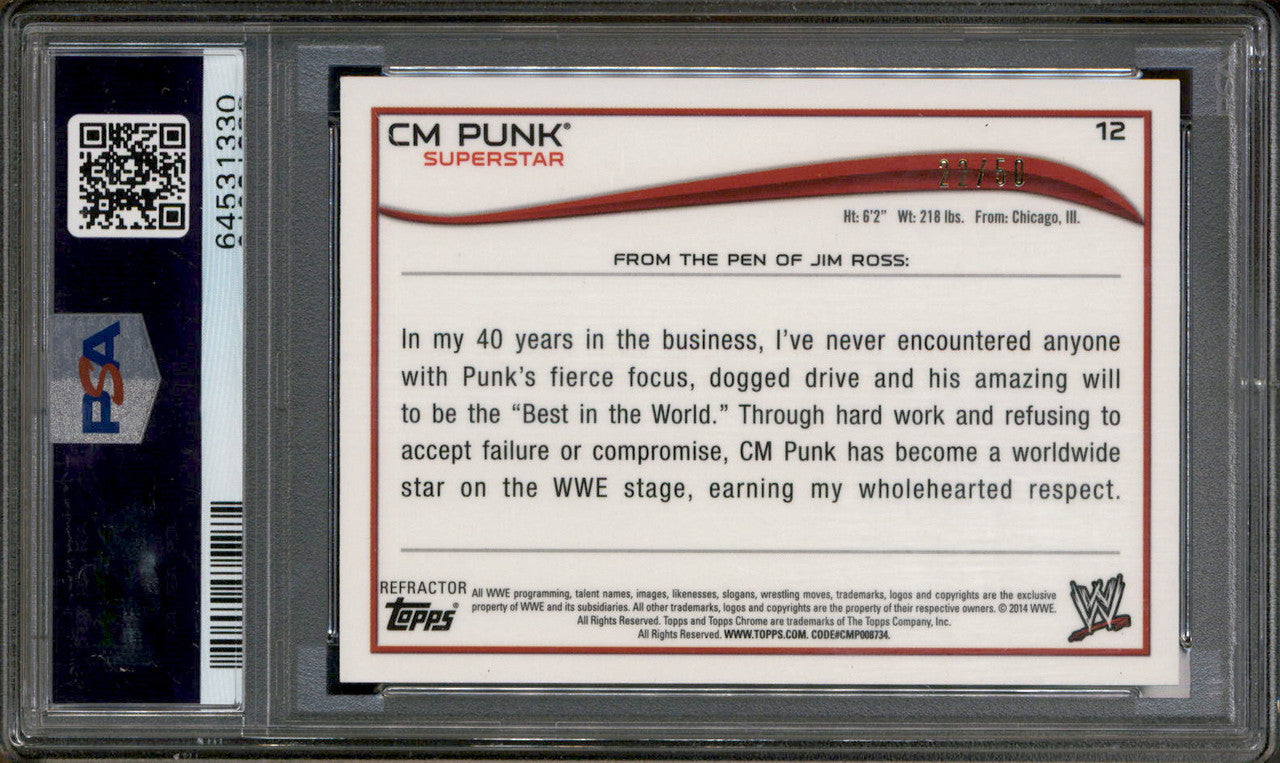 CM PUNK®
SUPERSTAR
12
22/50
Ht: 6'2" Wt: 218 lbs. From: Chicago, Ill.
FROM THE PEN OF JIM ROSS:
In my 40 years in the business, I've never encountered anyone
with Punk's fierce focus, dogged drive and his amazing will
to be the “Best in the World.” Through hard work and refusing to
accept failure or compromise, CM Punk has become a worldwide
star on the WWE stage, earning my wholehearted respect.
REFRACTOR
topps®
All WWE programming, talent names, images, likenesses, slogans, wrestling moves, trademarks, logos and copyrights are the exclusive
property of WWE and its subsidiaries. All other trademarks, logos and copyrights are the property of their respective owners. © 2014 WWE.
All Rights Reserved. Topps and Topps Chrome are trademarks of The Topps Company, Inc.
All Rights Reserved. WWW.TOPPS.COM. CODE#CMP008734.
W
PSA
64531330